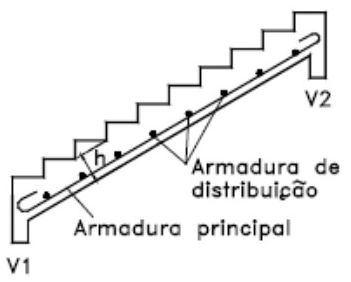 V2
h
Armadura de
distribuição
Armadura principal
V1